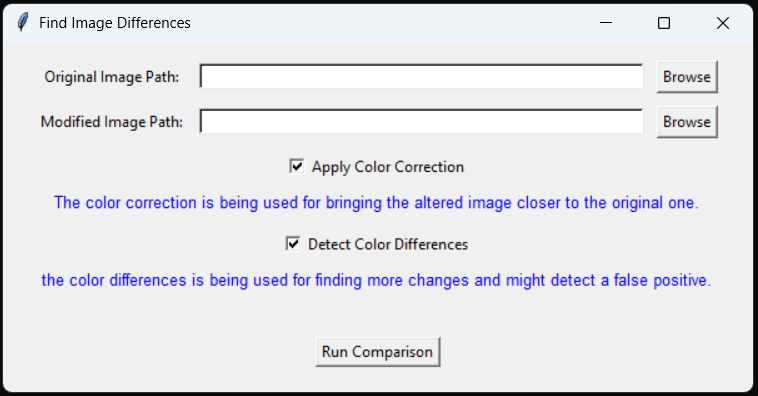 Find Image Differences
Original Image Path: Browse
Modified Image Path: Browse
Apply Color Correction
The color correction is being used for bringing the altered image closer to the original one.
Detect Color Differences
the color differences is being used for finding more changes and might detect a false positive.
Run Comparison